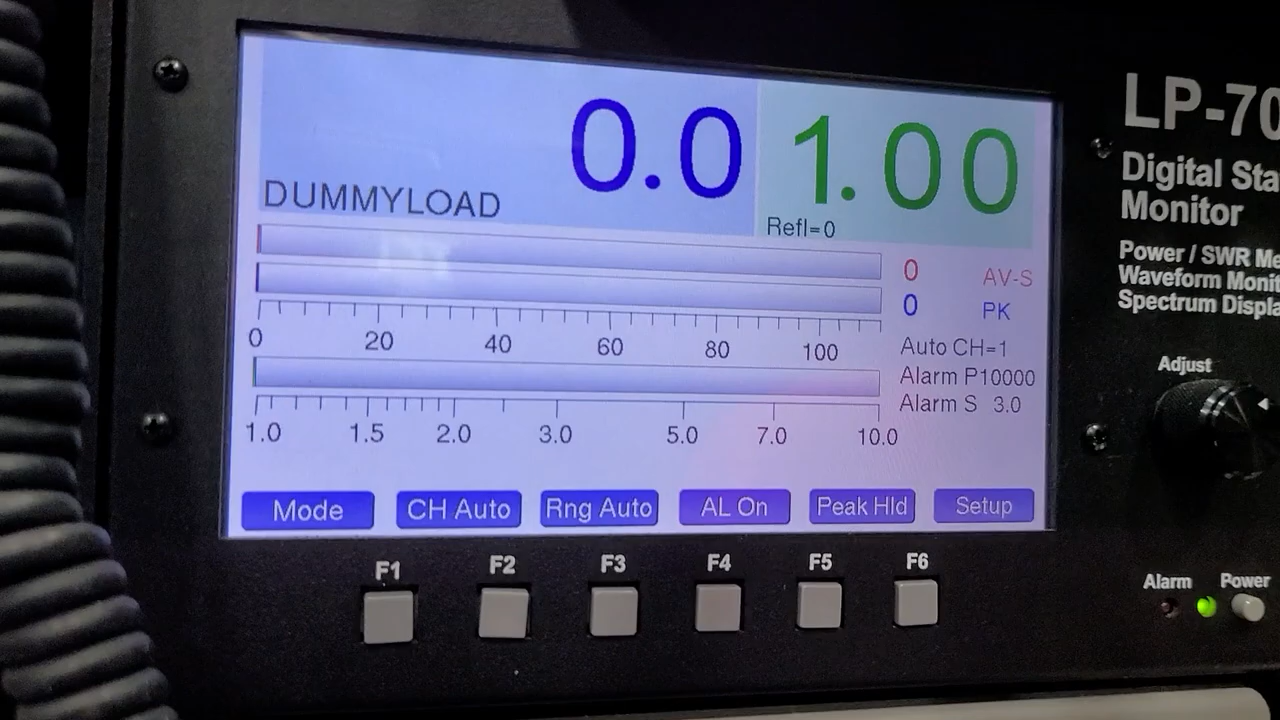 0.0 1.00
DUMMYLOAD
Refl=0
0 AV-S
0 PK
0 20 40 60 80 100
Auto CH=1
Alarm P10000
Alarm S 3.0
1.0 1.5 2.0 3.0 5.0 7.0 10.0
Mode CH Auto Rng Auto AL On Peak Hld Setup
F1 F2 F3 F4 F5 F6
LP-70
Digital Sta
Monitor
Power / SWR Me
Waveform Monit
Spectrum Displa
Adjust
Alarm Power